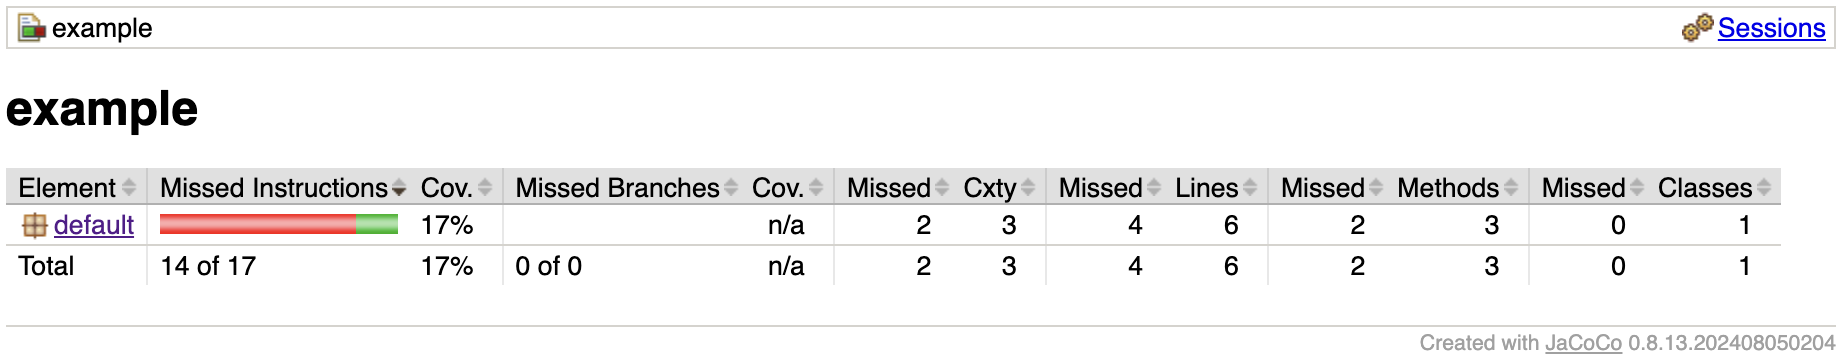 example Sessions
example
Element Missed Instructions Cov. Missed Branches Cov. Missed Cxty Missed Lines Missed Methods Missed Classes
default 17% n/a 2 3 4 6 2 3 0 1
Total 14 of 17 17% 0 of 0 n/a 2 3 4 6 2 3 0 1
Created with JaCoCo 0.8.13.202408050204